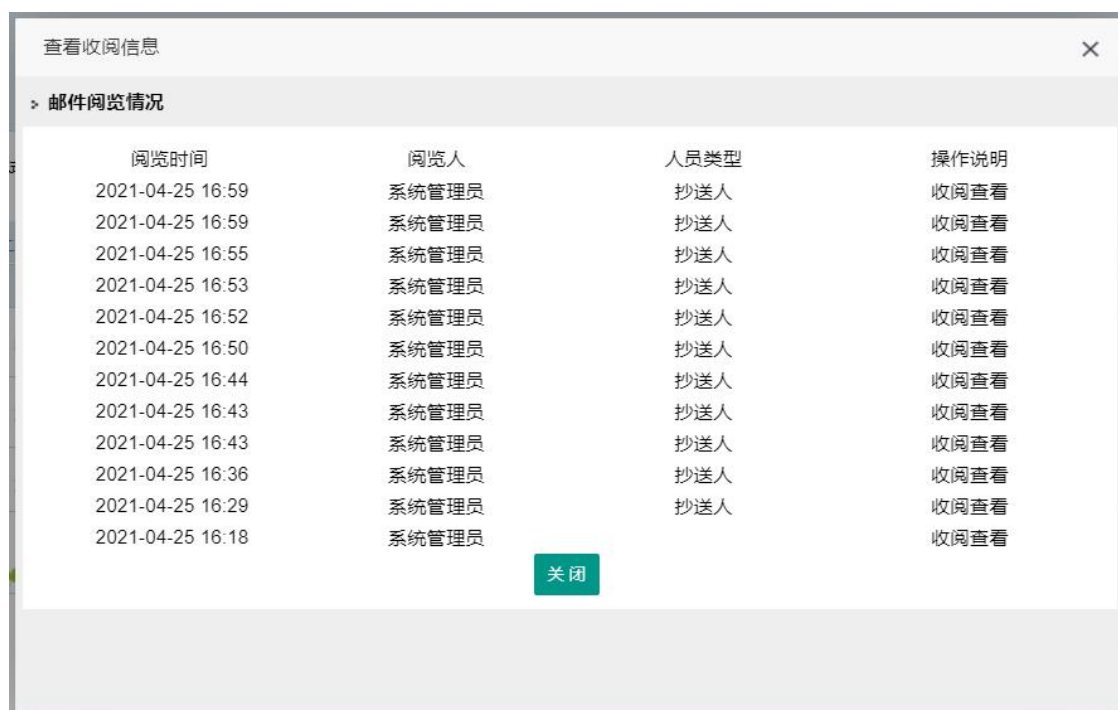 查看收阅信息
邮件阅览情况
阅览时间 阅览人 人员类型 操作说明
2021-04-25 16:59 系统管理员 抄送人 收阅查看
2021-04-25 16:59 系统管理员 抄送人 收阅查看
2021-04-25 16:55 系统管理员 抄送人 收阅查看
2021-04-25 16:53 系统管理员 抄送人 收阅查看
2021-04-25 16:52 系统管理员 抄送人 收阅查看
2021-04-25 16:50 系统管理员 抄送人 收阅查看
2021-04-25 16:44 系统管理员 抄送人 收阅查看
2021-04-25 16:43 系统管理员 抄送人 收阅查看
2021-04-25 16:43 系统管理员 抄送人 收阅查看
2021-04-25 16:36 系统管理员 抄送人 收阅查看
2021-04-25 16:29 系统管理员 抄送人 收阅查看
2021-04-25 16:18 系统管理员 收阅查看
关闭